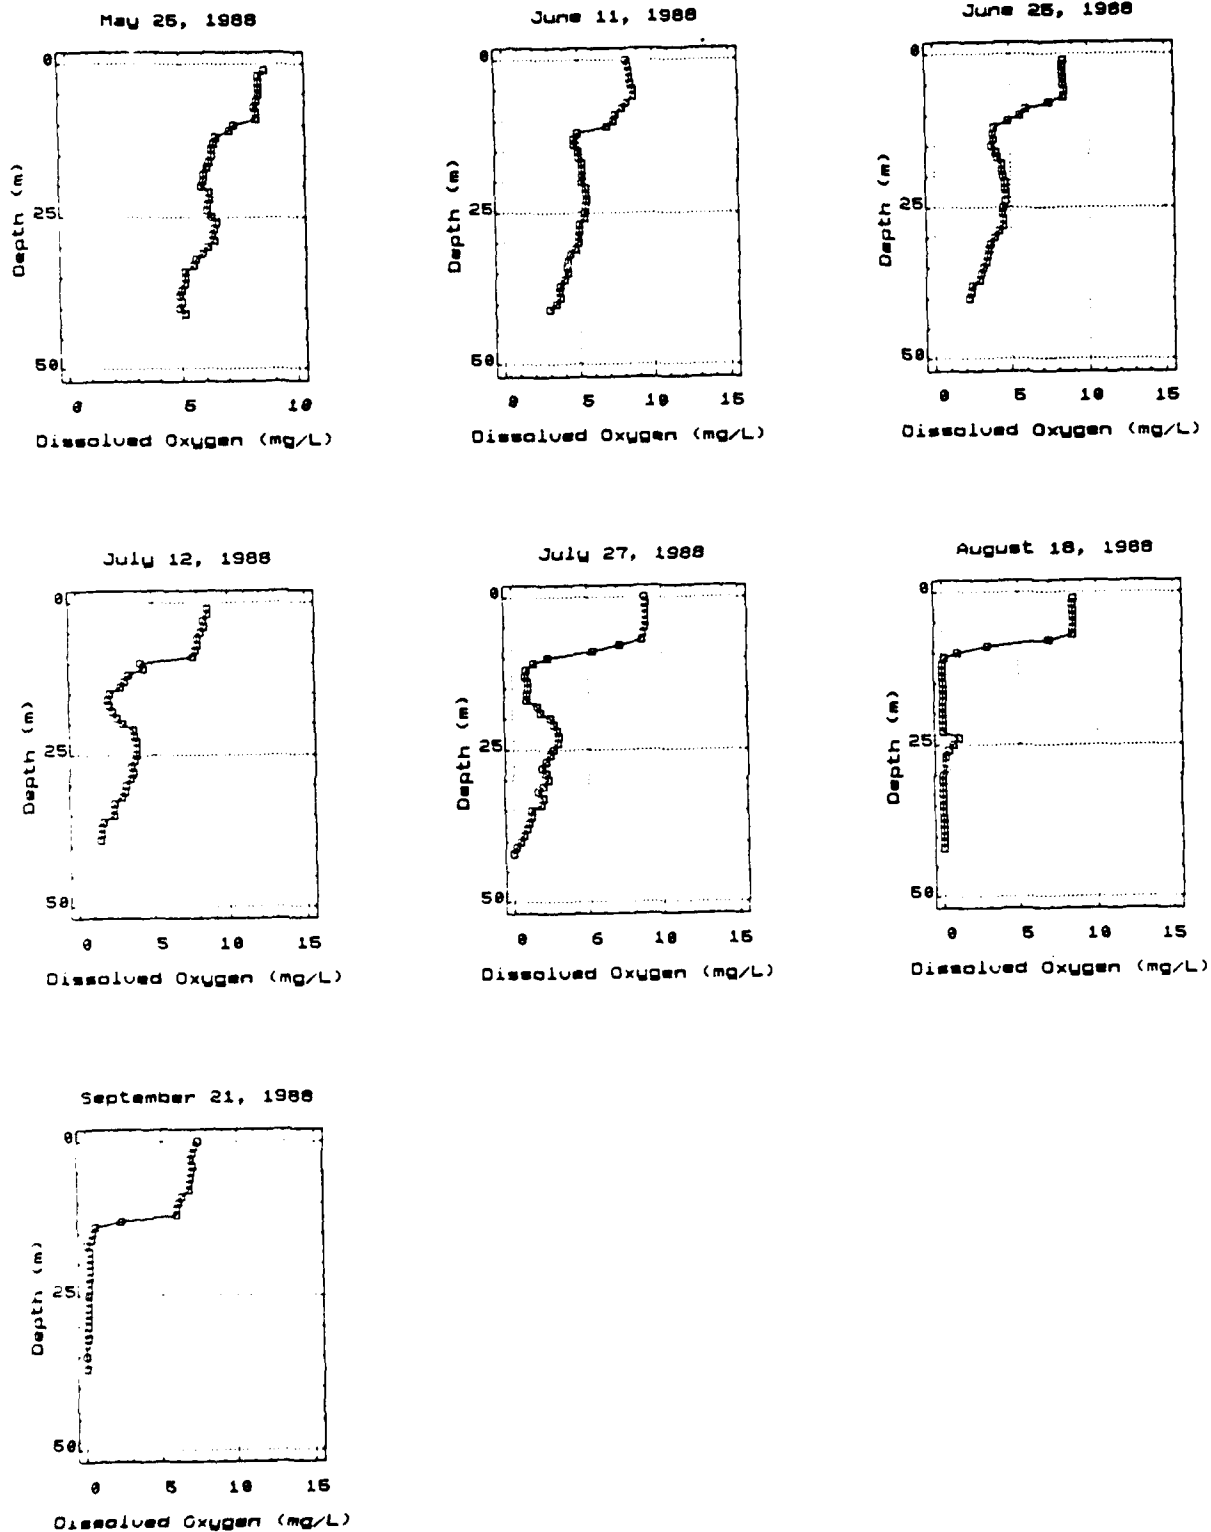 May 25, 1988
0
25
50
Depth (m)
0 5 10
Dissolved Oxygen (mg/L)
June 11, 1988
0
25
50
Depth (m)
0 5 10 15
Dissolved Oxygen (mg/L)
June 25, 1988
0
25
50
Depth (m)
0 5 10 15
Dissolved Oxygen (mg/L)
July 12, 1988
0
25
50
Depth (m)
0 5 10 15
Dissolved Oxygen (mg/L)
July 27, 1988
0
25
50
Depth (m)
0 5 10 15
Dissolved Oxygen (mg/L)
August 18, 1988
0
25
50
Depth (m)
0 5 10 15
Dissolved Oxygen (mg/L)
September 21, 1988
0
25
50
Depth (m)
0 5 10 15
Dissolved Oxygen (mg/L)